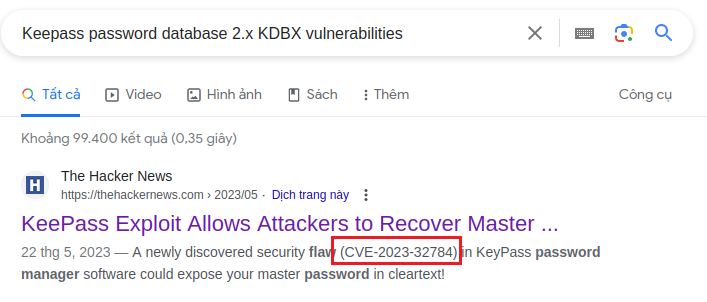 Keepass password database 2.x KDBX vulnerabilities
Tất cả Video Hình ảnh Sách Thêm Công cụ
Khoảng 99.400 kết quả (0,35 giây)
The Hacker News
https://thehackernews.com › 2023/05 · Dịch trang này
KeePass Exploit Allows Attackers to Recover Master ...
22 thg 5, 2023 — A newly discovered security flaw (CVE-2023-32784) in KeyPass password
manager software could expose your master password in cleartext!